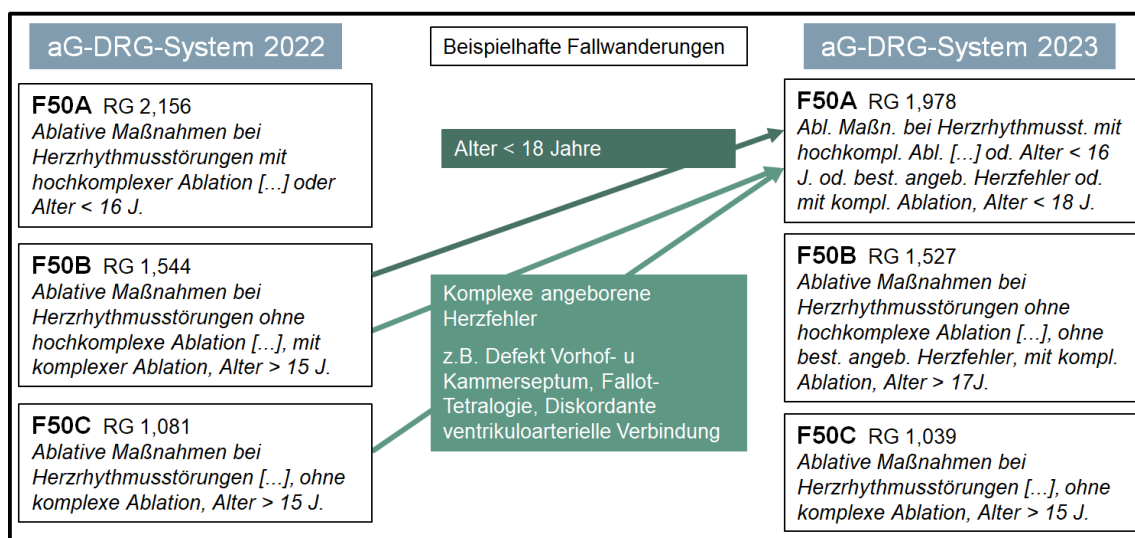 aG-DRG-System 2022
F50A RG 2,156
Ablative Maßnahmen bei
Herzrhythmusstörungen mit
hochkomplexer Ablation [...] oder
Alter < 16 J.
F50B RG 1,544
Ablative Maßnahmen bei
Herzrhythmusstörungen ohne
hochkomplexe Ablation [...], mit
komplexer Ablation, Alter > 15 J.
F50C RG 1,081
Ablative Maßnahmen bei
Herzrhythmusstörungen [...], ohne
komplexe Ablation, Alter > 15 J.
Beispielhafte Fallwanderungen
Alter < 18 Jahre
Komplexe angeborene
Herzfehler
z.B. Defekt Vorhof- u
Kammerseptum, Fallot-
Tetralogie, Diskordante
ventrikuloarterielle Verbindung
aG-DRG-System 2023
F50A RG 1,978
Abl. Maßn. bei Herzrhythmusst. mit
hochkompl. Abl. [...] od. Alter < 16
J. od. best. angeb. Herzfehler od.
mit kompl. Ablation, Alter < 18 J.
F50B RG 1,527
Ablative Maßnahmen bei
Herzrhythmusstörungen ohne
hochkomplexe Ablation [...], ohne
best. angeb. Herzfehler, mit kompl.
Ablation, Alter > 17J.
F50C RG 1,039
Ablative Maßnahmen bei
Herzrhythmusstörungen [...], ohne
komplexe Ablation, Alter > 15 J.